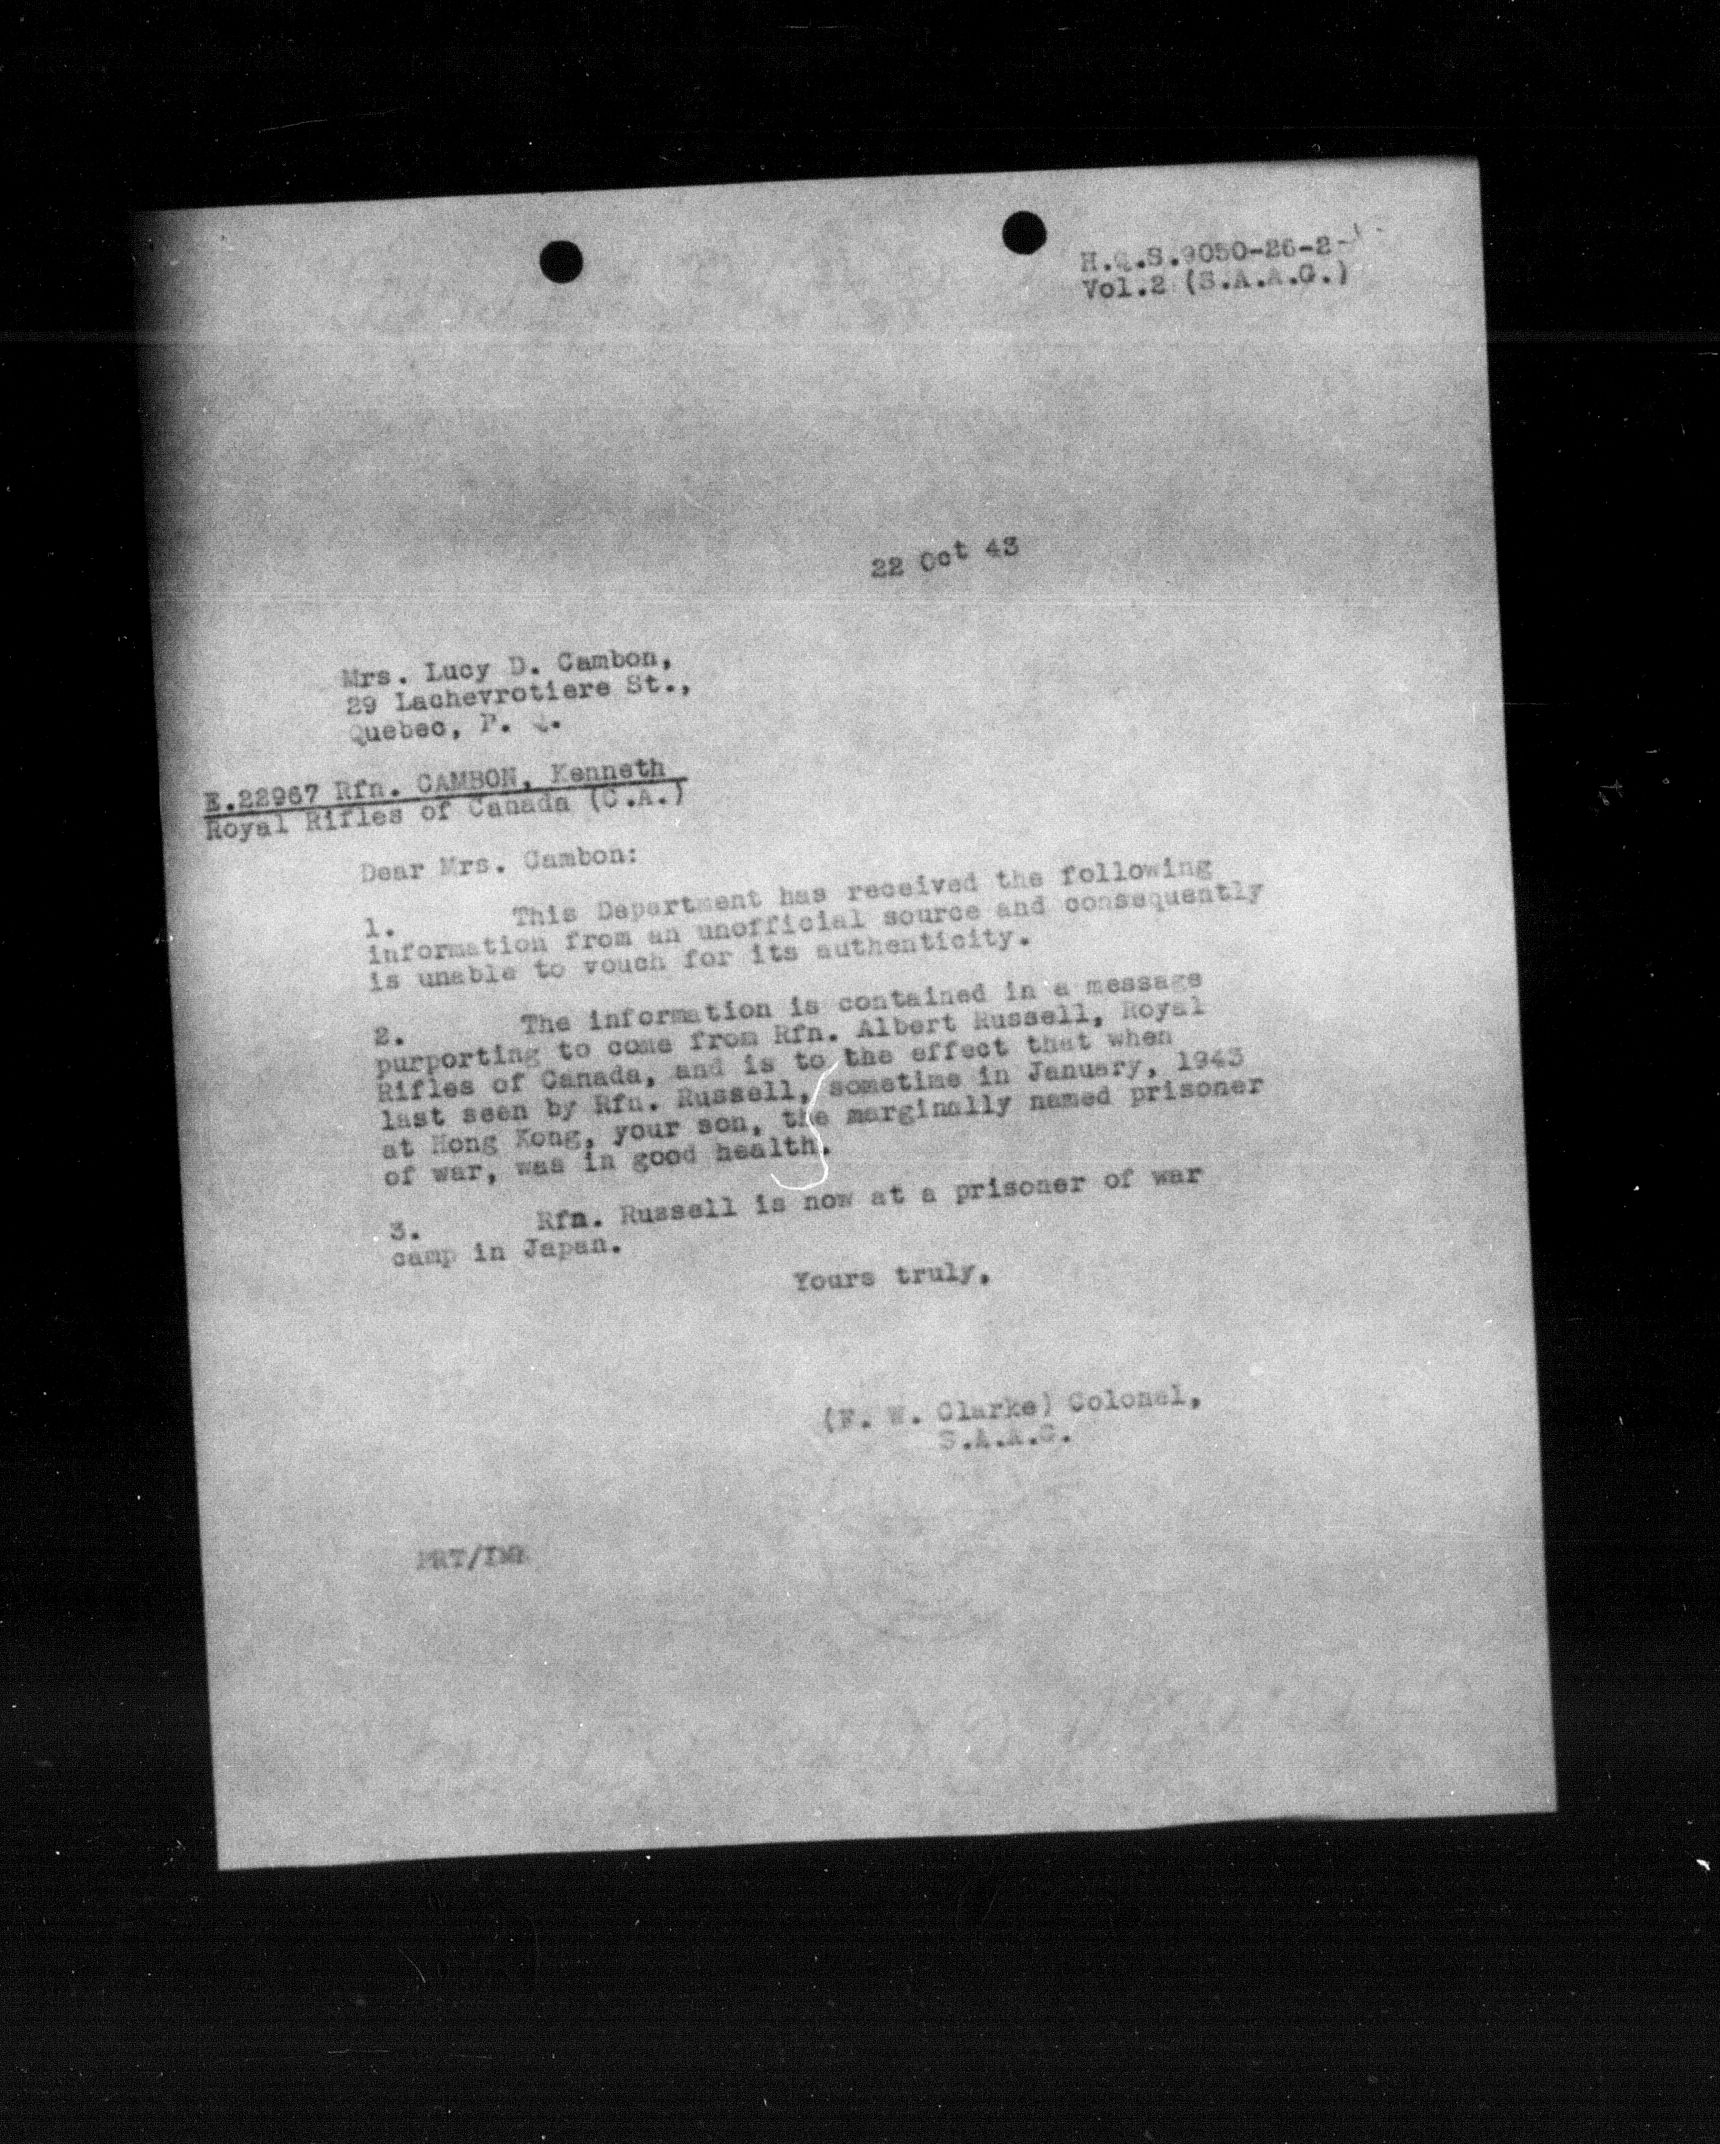 H.Q.S.9050-26-2-
Vol.2 (S.A.A.G.)
22 Oct 43
Mrs. Lucy D. Cambon,
29 Lachevrotiere St.,
Quebec, P. Q.
E.22967 Rfn. CAMBON, Kenneth
Royal Rifles of Canada (C.A.)
Dear Mrs. Cambon:
1. This Department has received the following
information from an unofficial source and consequently
is unable to vouch for its authenticity.
2. The information is contained in a message
purporting to come from Rfn. Albert Russell, Royal
Rifles of Canada, and is to the effect that when
last seen by Rfn. Russell, sometime in January, 1943
at Hong Kong, your son, the marginally named prisoner
of war, was in good health.
3. Rfn. Russell is now at a prisoner of war
camp in Japan.
Yours truly,
(F. W. Clarke) Colonel,
S.A.A.G.